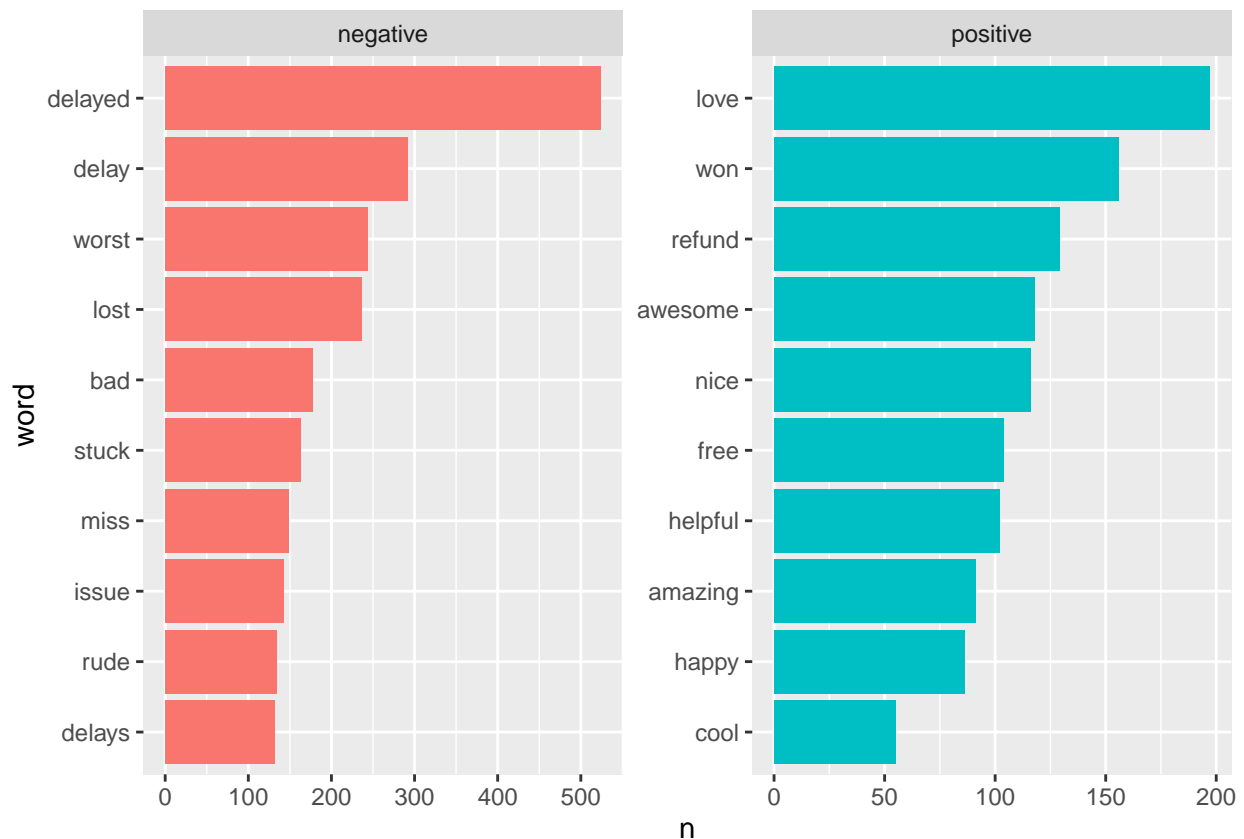 negative
positive
word
delayed
delay
worst
lost
bad
stuck
miss
issue
rude
delays
0 100 200 300 400 500
love
won
refund
awesome
nice
free
helpful
amazing
happy
cool
0 50 100 150 200
n